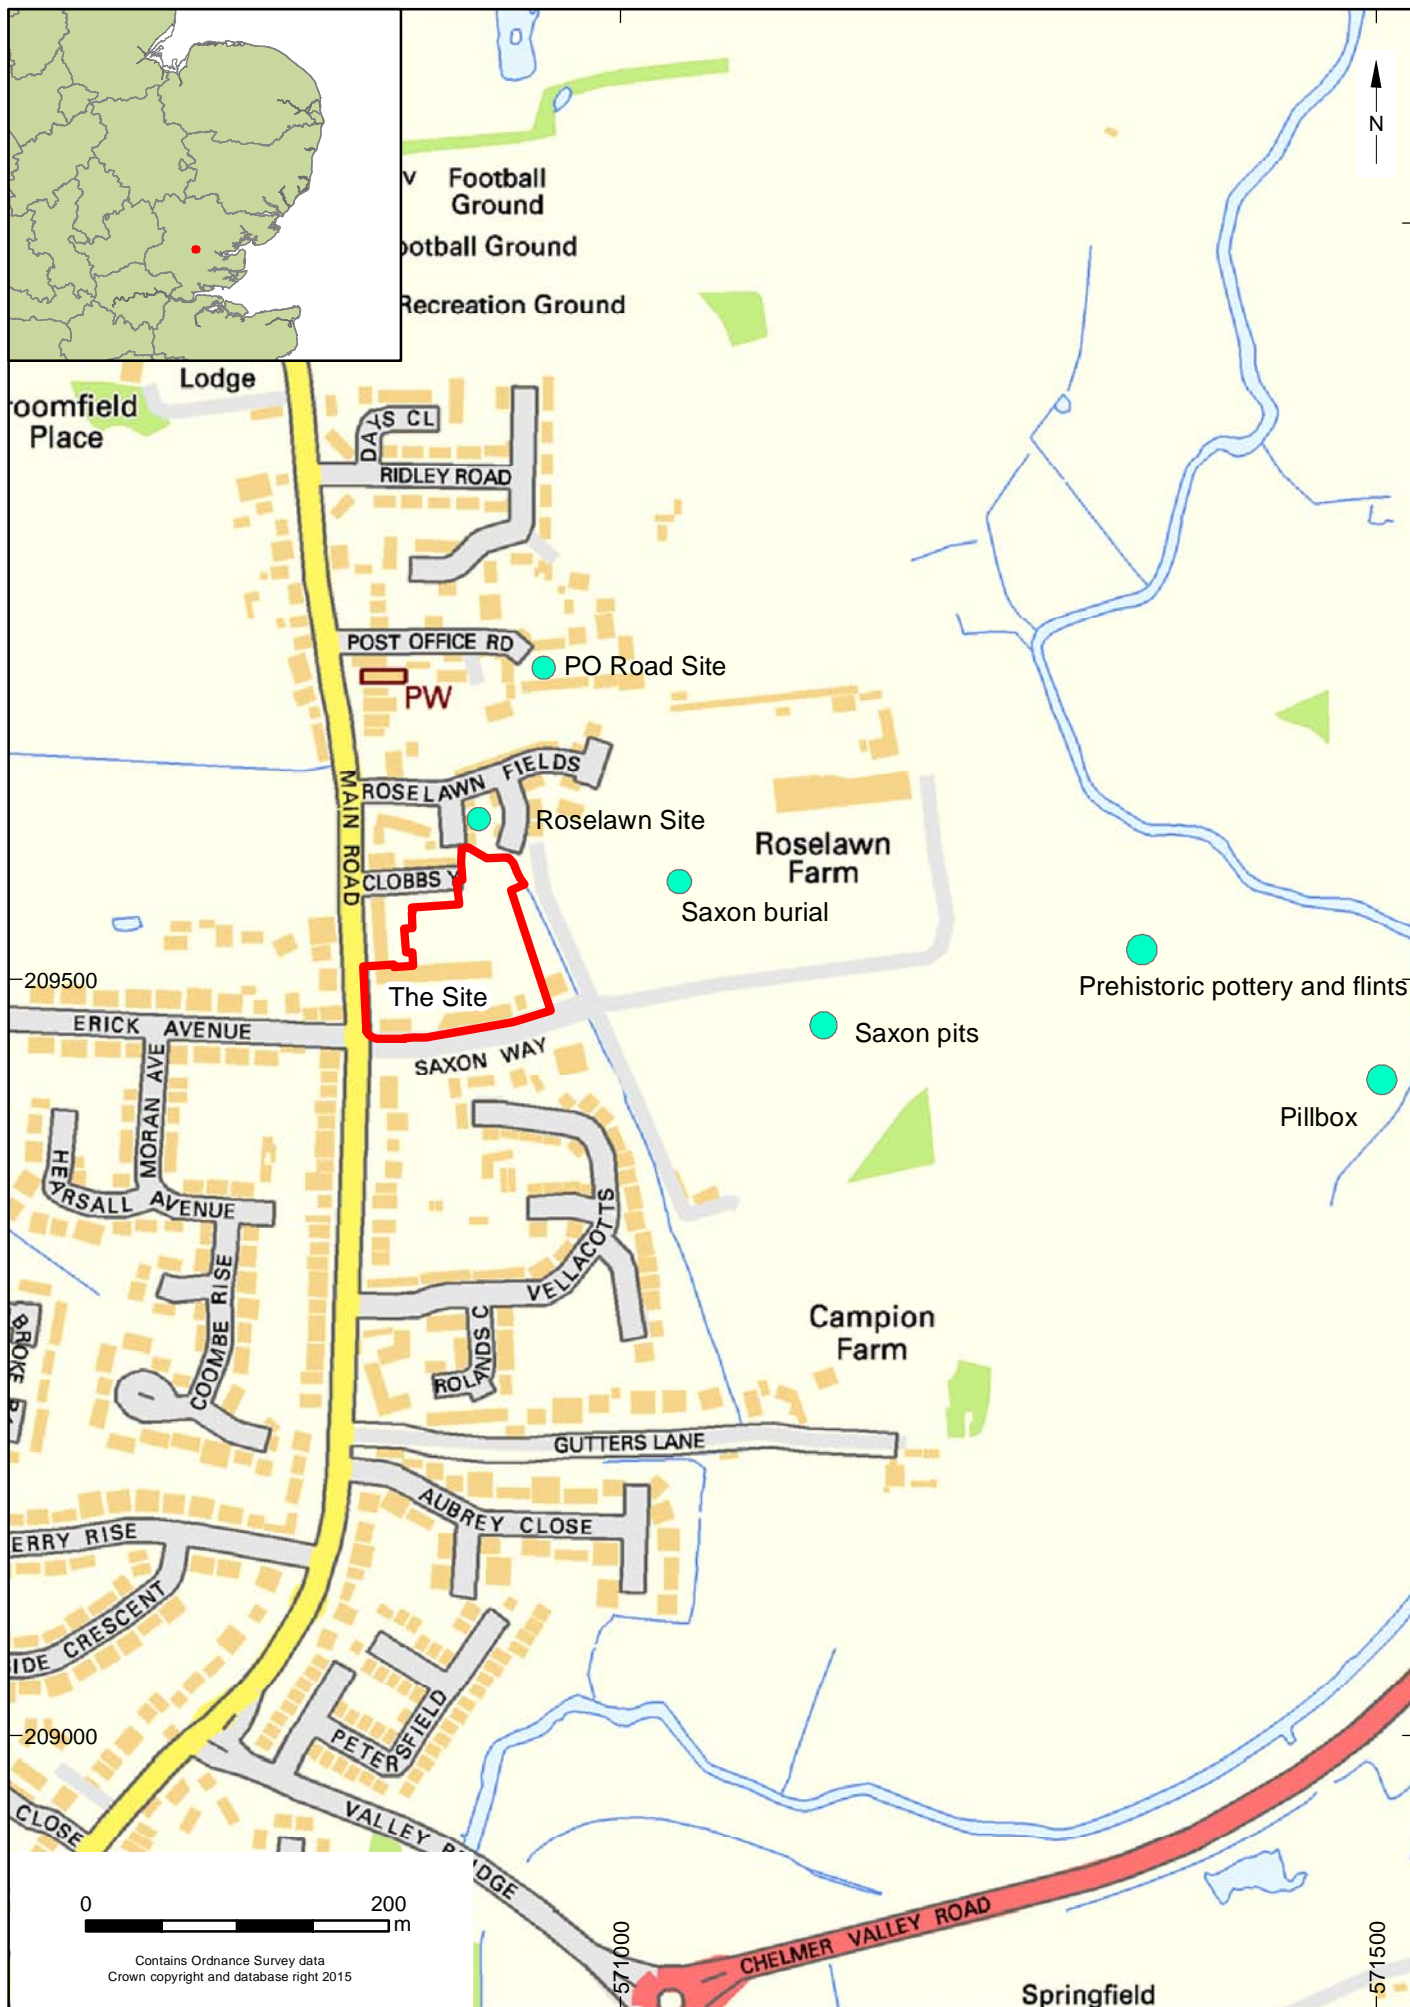 N
v Football
Ground
ootball Ground
Recreation Ground
Lodge
roomfield
Place
DAYS CL
RIDLEY ROAD
POST OFFICE RD
PO Road Site
PW
MAIN ROAD
ROSELAWN FIELDS
Roselawn Site
Roselawn
Farm
CLOBBS Y
Saxon burial
209500
The Site
Prehistoric pottery and flints
ERICK AVENUE
SAXON WAY
Saxon pits
MORAN AVE
Pillbox
HEARSALL AVENUE
VELLACOTTS
COOMBE RISE
BROKE
ROLANDS C
Campion
Farm
GUTTERS LANE
AUBREY CLOSE
ERRY RISE
IDE CRESCENT
PETERSFIELD
209000
CLOSE
VALLEY BRIDGE
CHELMER VALLEY ROAD
0 200
m
Contains Ordnance Survey data
Crown copyright and database right 2015
571000
571500
Springfield